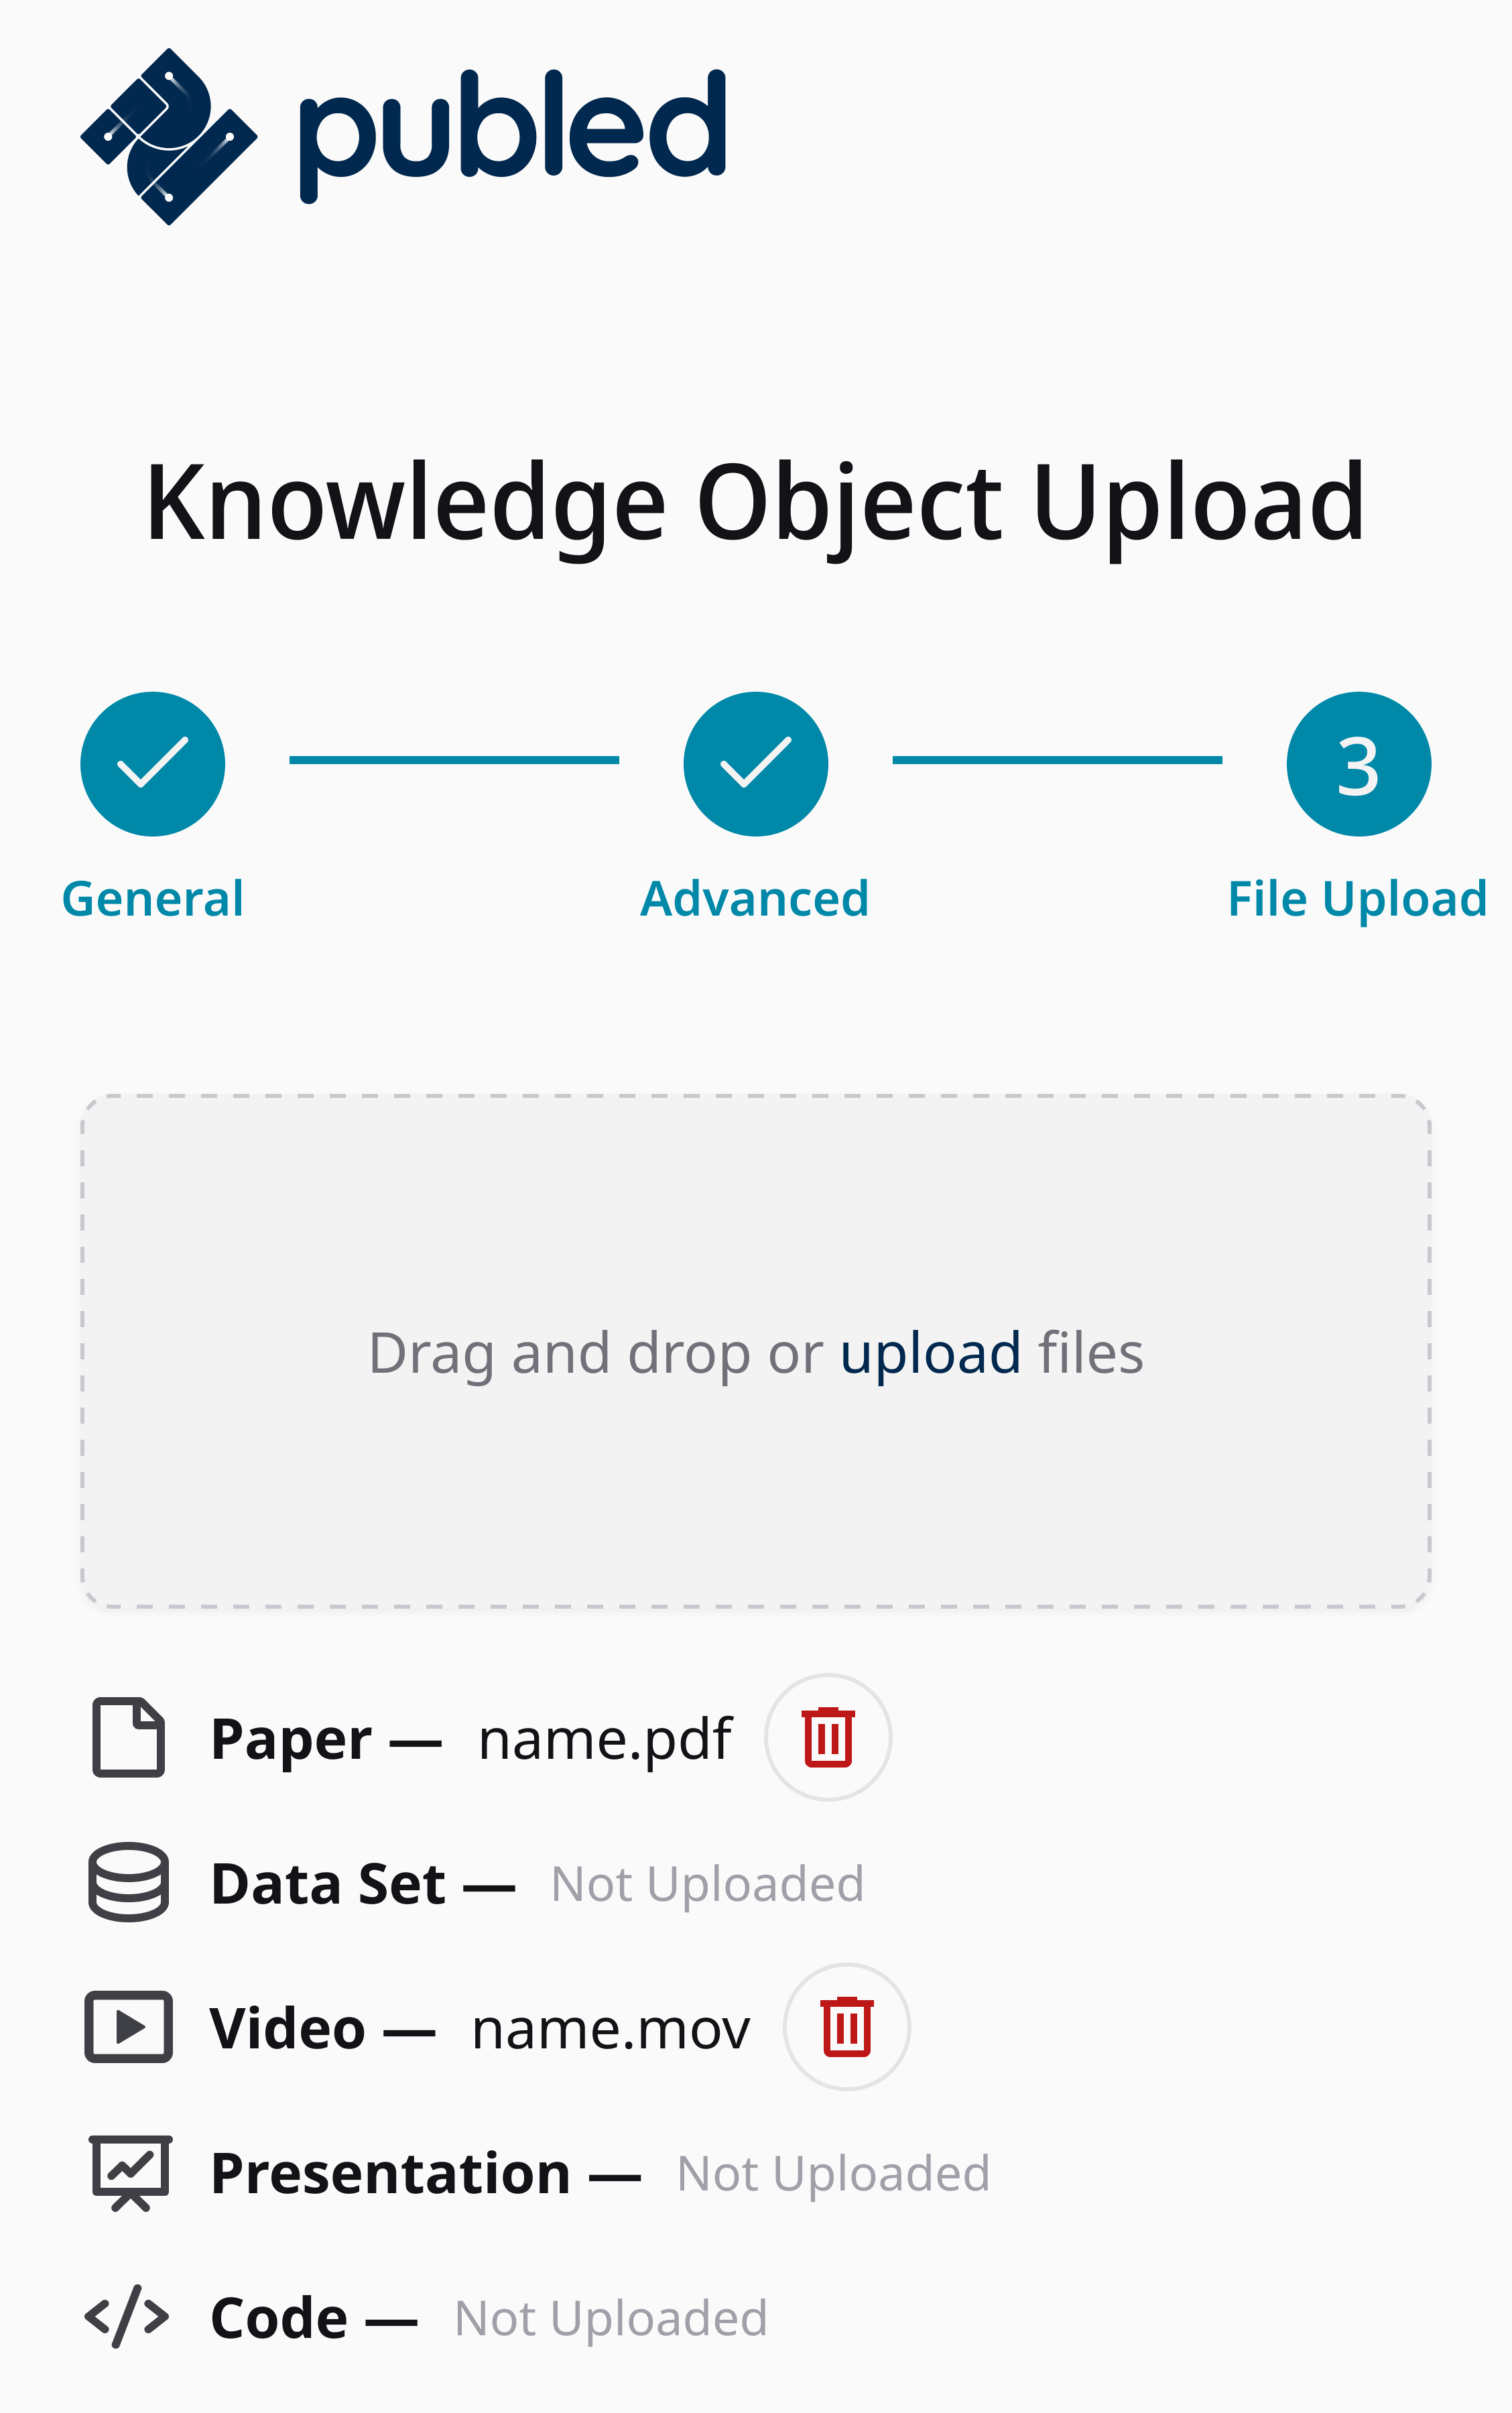 publed
Knowledge Object Upload
3
General Advanced File Upload
Drag and drop or upload files
Paper — name.pdf
Data Set — Not Uploaded
Video — name.mov
Presentation — Not Uploaded
Code — Not Uploaded